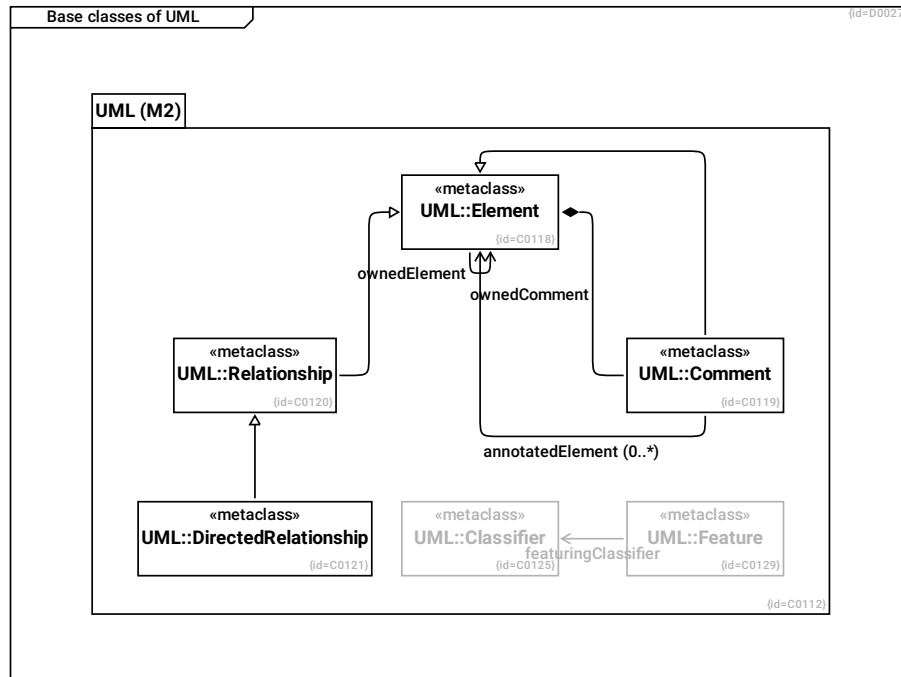 Base classes of UML
{id=D0027
UML (M2)
«metaclass»
UML::Element
{id=C0118}
ownedElement
ownedComment
«metaclass»
UML::Relationship
{id=C0120}
«metaclass»
UML::Comment
{id=C0119}
annotatedElement (0..*)
«metaclass»
UML::DirectedRelationship
{id=C0121}
«metaclass»
UML::Classifier
{id=C0125}
featuringClassifier
«metaclass»
UML::Feature
{id=C0129}
{id=C0112}